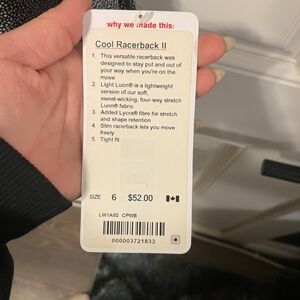 why we made this:
Cool Racerback II
1. This versatile racerback was
designed to stay put and out of
your way when you're on the
move
2. Light Luon® is a lightweight
version of our soft,
sweat-wicking, four-way stretch
Luon® fabric
3. Added Lycra® fibre for stretch
and shape retention
4. Slim racerback lets you move
freely
5. Tight fit
SIZE 6 $52.00
LW1AIIS CPWB
000003721833